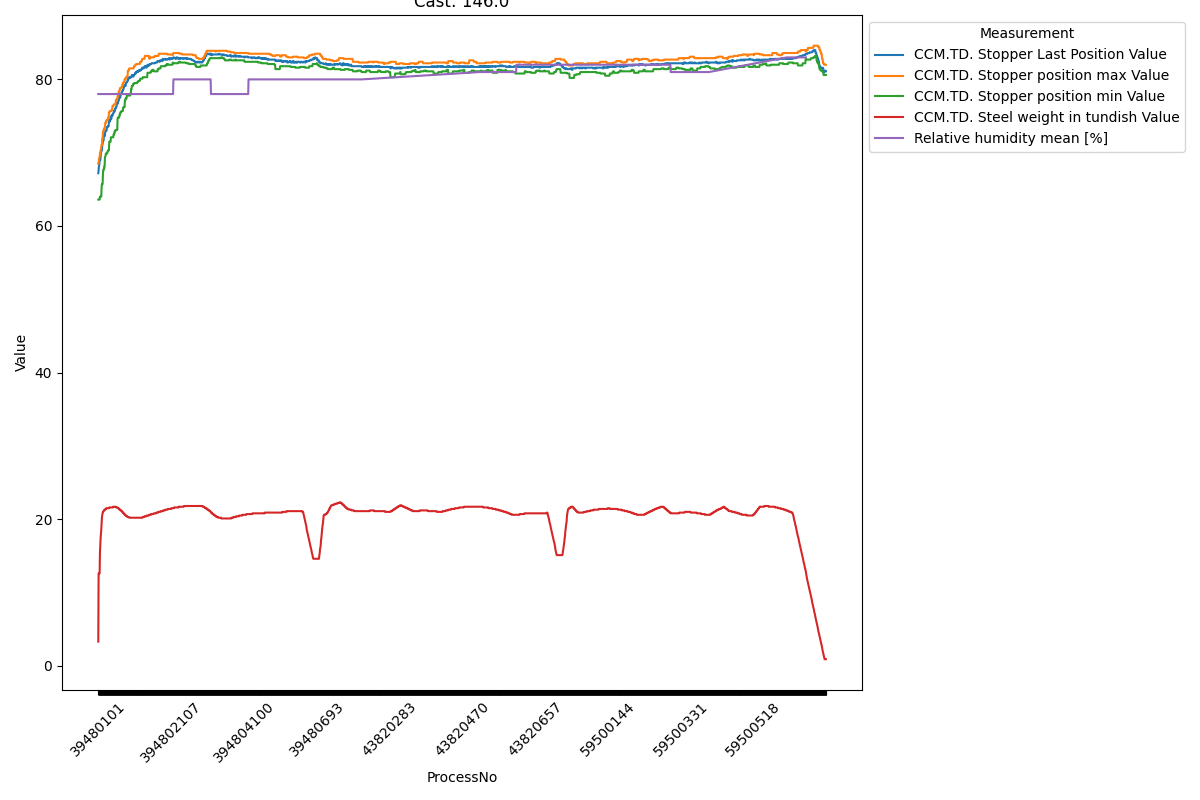 Cast: 146.0
Measurement
CCM.TD. Stopper Last Position Value
CCM.TD. Stopper position max Value
CCM.TD. Stopper position min Value
CCM.TD. Steel weight in tundish Value
Relative humidity mean [%]
Value
80
60
40
20
0
39480101
394802107
394804100
39480693
43820283
43820470
43820657
59500144
59500331
59500518
ProcessNo